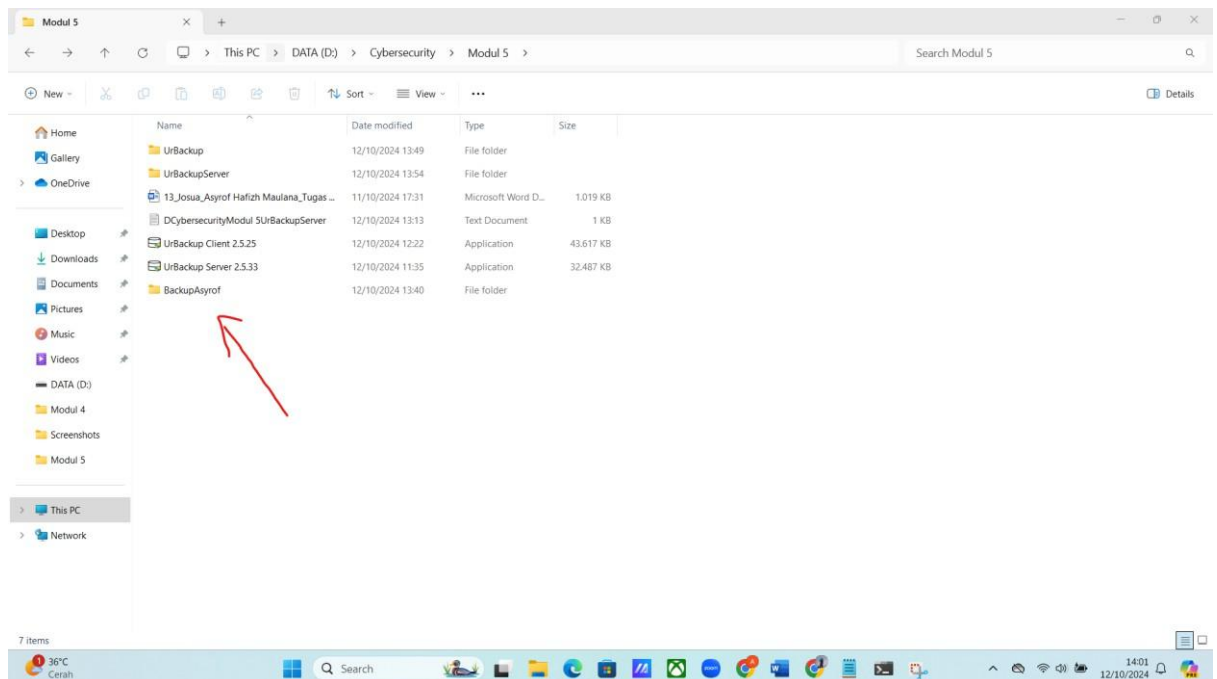 Modul 5
This PC > DATA (D:) > Cybersecurity > Modul 5 >
Search Modul 5
New
Sort
View
Details
Name Date modified Type Size
UrBackup 12/10/2024 13:49 File folder
UrBackupServer 12/10/2024 13:54 File folder
13_Josua_Asyrof Hafizh Maulana_Tugas ... 11/10/2024 17:31 Microsoft Word D... 1.019 KB
DCybersecurityModul 5UrBackupServer 12/10/2024 13:13 Text Document 1 KB
UrBackup Client 2.5.25 12/10/2024 12:22 Application 43.617 KB
UrBackup Server 2.5.33 12/10/2024 11:35 Application 32.487 KB
BackupAsyrof 12/10/2024 13:40 File folder
Home
Gallery
OneDrive
Desktop
Downloads
Documents
Pictures
Music
Videos
DATA (D:)
Modul 4
Screenshots
Modul 5
This PC
Network
7 items
1
36°C
Cerah
Search
zoom
14:01
12/10/2024